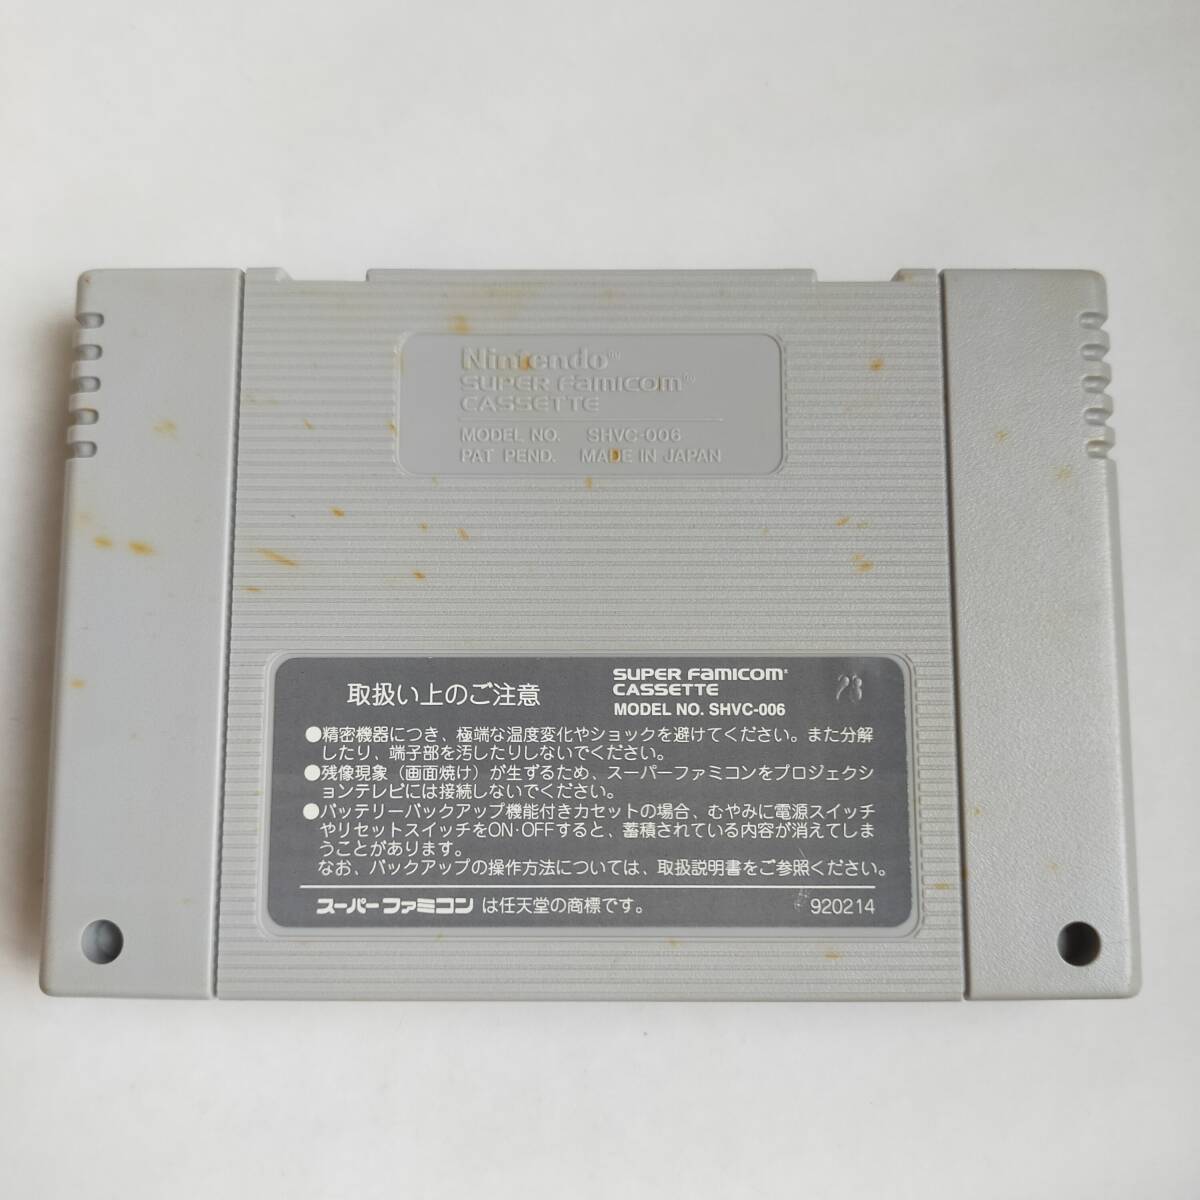 Nintendo™
SUPER Famicom™
CASSETTE
MODEL NO. SHVC-006
PAT PEND. MADE IN JAPAN
取扱い上のご注意
SUPER Famicom®
CASSETTE
MODEL NO. SHVC-006
23
●精密機器につき、極端な温度変化やショックを避けてください。また分解
したり、端子部を汚したりしないでください。
●残像現象（画面焼け）が生ずるため、スーパーファミコンをプロジェクシ
ョンテレビには接続しないでください。
●バッテリーバックアップ機能付きカセットの場合、むやみに電源スイッチ
やリセットスイッチをON・OFFすると、蓄積されている内容が消えてしま
うことがあります。
なお、バックアップの操作方法については、取扱説明書をご参照ください。
スーパーファミコン は任天堂の商標です。
920214